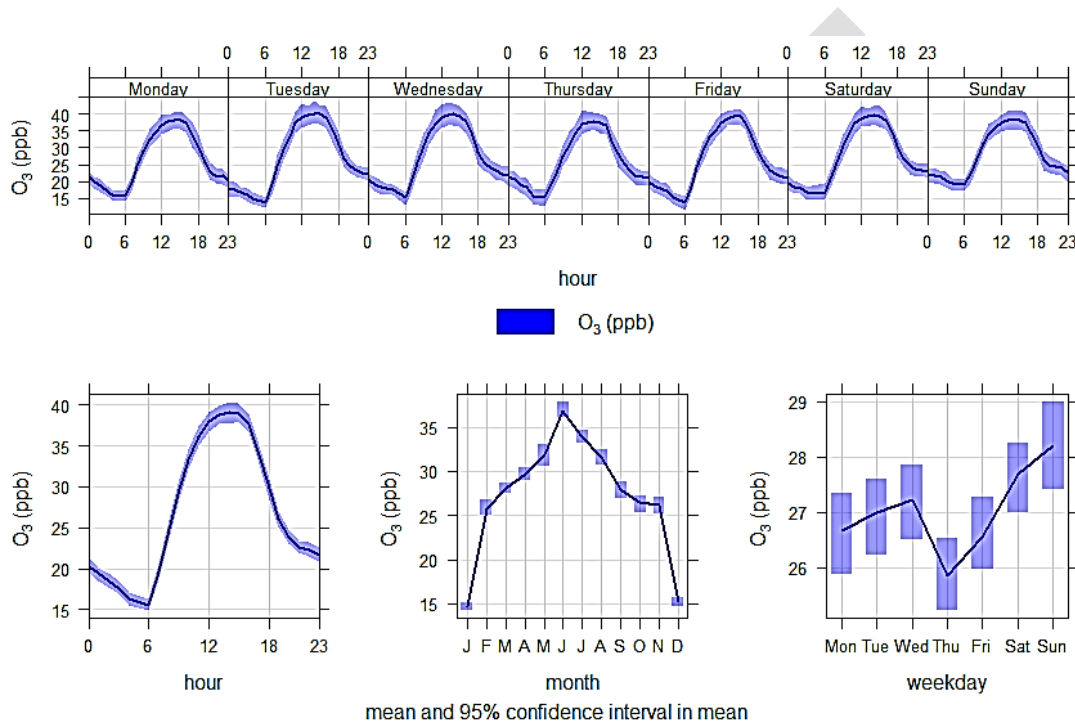 0 6 12 18 23 0 6 12 18 23 0 6 12 18 23
Monday Tuesday Wednesday Thursday Friday Saturday Sunday
O₃ (ppb)
40
35
30
25
20
15
0 6 12 18 23 0 6 12 18 23 0 6 12 18 23 0 6 12 18 23
hour
O₃ (ppb)
O₃ (ppb)
40
35
30
25
20
15
0 6 12 18 23
hour
O₃ (ppb)
35
30
25
20
15
J F M A M J J A S O N D
month
O₃ (ppb)
29
28
27
26
Mon Tue Wed Thu Fri Sat Sun
weekday
mean and 95% confidence interval in mean